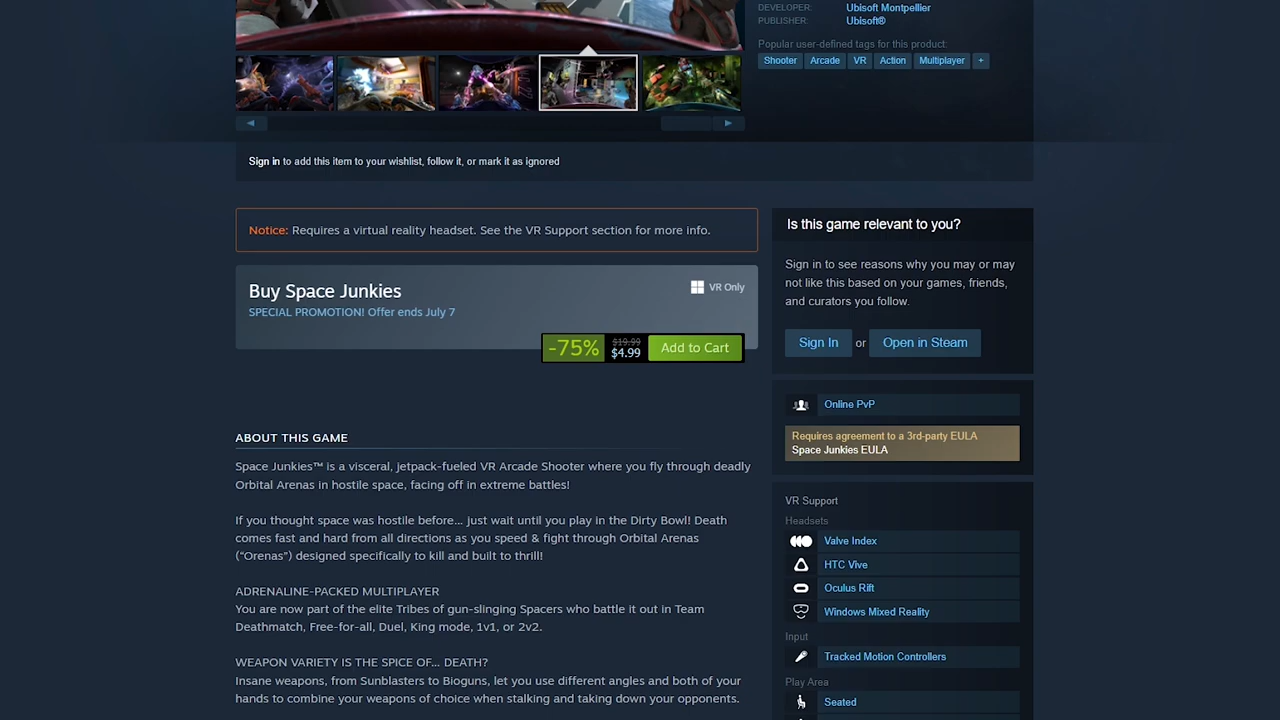 DEVELOPER: Ubisoft Montpellier
PUBLISHER: Ubisoft®
Popular user-defined tags for this product:
Shooter Arcade VR Action Multiplayer +
Sign in to add this item to your wishlist, follow it, or mark it as ignored
Notice: Requires a virtual reality headset. See the VR Support section for more info.
Buy Space Junkies
VR Only
SPECIAL PROMOTION! Offer ends July 7
-75% $19.99 $4.99 Add to Cart
ABOUT THIS GAME
Space Junkies™ is a visceral, jetpack-fueled VR Arcade Shooter where you fly through deadly
Orbital Arenas in hostile space, facing off in extreme battles!
If you thought space was hostile before... just wait until you play in the Dirty Bowl! Death
comes fast and hard from all directions as you speed & fight through Orbital Arenas
(“Orenas”) designed specifically to kill and built to thrill!
ADRENALINE-PACKED MULTIPLAYER
You are now part of the elite Tribes of gun-slinging Spacers who battle it out in Team
Deathmatch, Free-for-all, Duel, King mode, 1v1, or 2v2.
WEAPON VARIETY IS THE SPICE OF... DEATH?
Insane weapons, from Sunblasters to Bioguns, let you use different angles and both of your
hands to combine your weapons of choice when stalking and taking down your opponents.
Is this game relevant to you?
Sign in to see reasons why you may or may
not like this based on your games, friends,
and curators you follow.
Sign In or Open in Steam
Online PvP
Requires agreement to a 3rd-party EULA
Space Junkies EULA
VR Support
Headsets
Valve Index
HTC Vive
Oculus Rift
Windows Mixed Reality
Input
Tracked Motion Controllers
Play Area
Seated